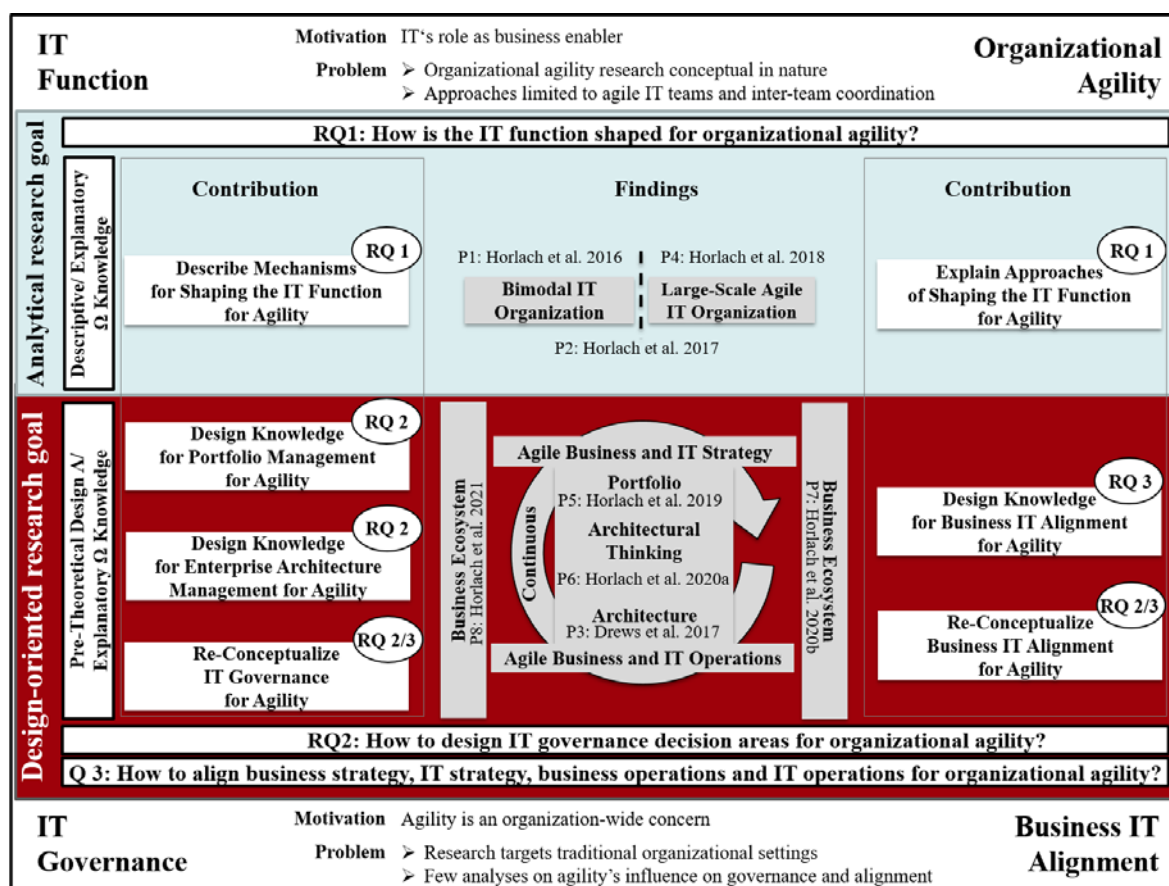 IT
Function
Motivation IT's role as business enabler
Problem ➢ Organizational agility research conceptual in nature
➢ Approaches limited to agile IT teams and inter-team coordination
Organizational
Agility
Analytical research goal
RQ1: How is the IT function shaped for organizational agility?
Descriptive/ Explanatory
Ω Knowledge
Contribution
RQ 1
Describe Mechanisms
for Shaping the IT Function
for Agility
Findings
P1: Horlach et al. 2016
Bimodal IT
Organization
P4: Horlach et al. 2018
Large-Scale Agile
IT Organization
P2: Horlach et al. 2017
Contribution
RQ 1
Explain Approaches
of Shaping the IT Function
for Agility
Design-oriented research goal
Pre-Theoretical Design Λ/
Explanatory Ω Knowledge
RQ 2
Design Knowledge
for Portfolio Management
for Agility
RQ 2
Design Knowledge
for Enterprise Architecture
Management for Agility
RQ 2/3
Re-Conceptualize
IT Governance
for Agility
Business Ecosystem
P8: Horlach et al. 2021
Agile Business and IT Strategy
Continuous
Portfolio
P5: Horlach et al. 2019
Architectural
Thinking
P6: Horlach et al. 2020a
Architecture
P3: Drews et al. 2017
Agile Business and IT Operations
Business Ecosystem
P7: Horlach et al. 2020b
RQ 3
Design Knowledge
for Business IT Alignment
for Agility
RQ 2/3
Re-Conceptualize
Business IT Alignment
for Agility
RQ2: How to design IT governance decision areas for organizational agility?
Q 3: How to align business strategy, IT strategy, business operations and IT operations for organizational agility?
IT
Governance
Motivation Agility is an organization-wide concern
Problem ➢ Research targets traditional organizational settings
➢ Few analyses on agility's influence on governance and alignment
Business IT
Alignment